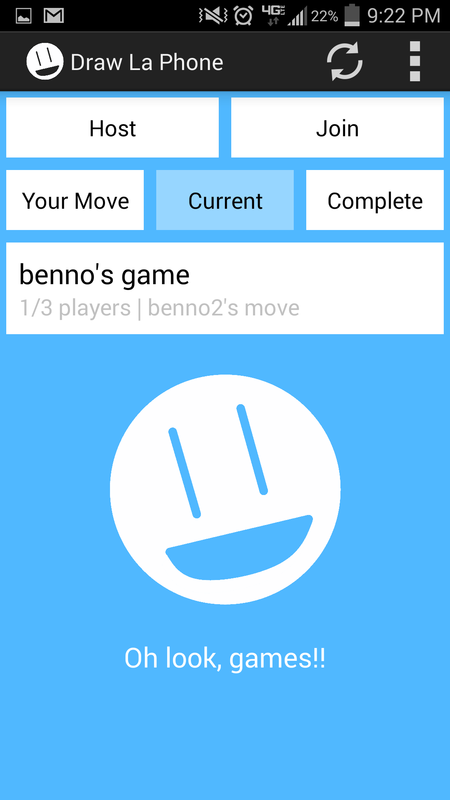 4G LTE 22% 9:22 PM
Draw La Phone
Host Join
Your Move Current Complete
benno's game
1/3 players | benno2's move
Oh look, games!!